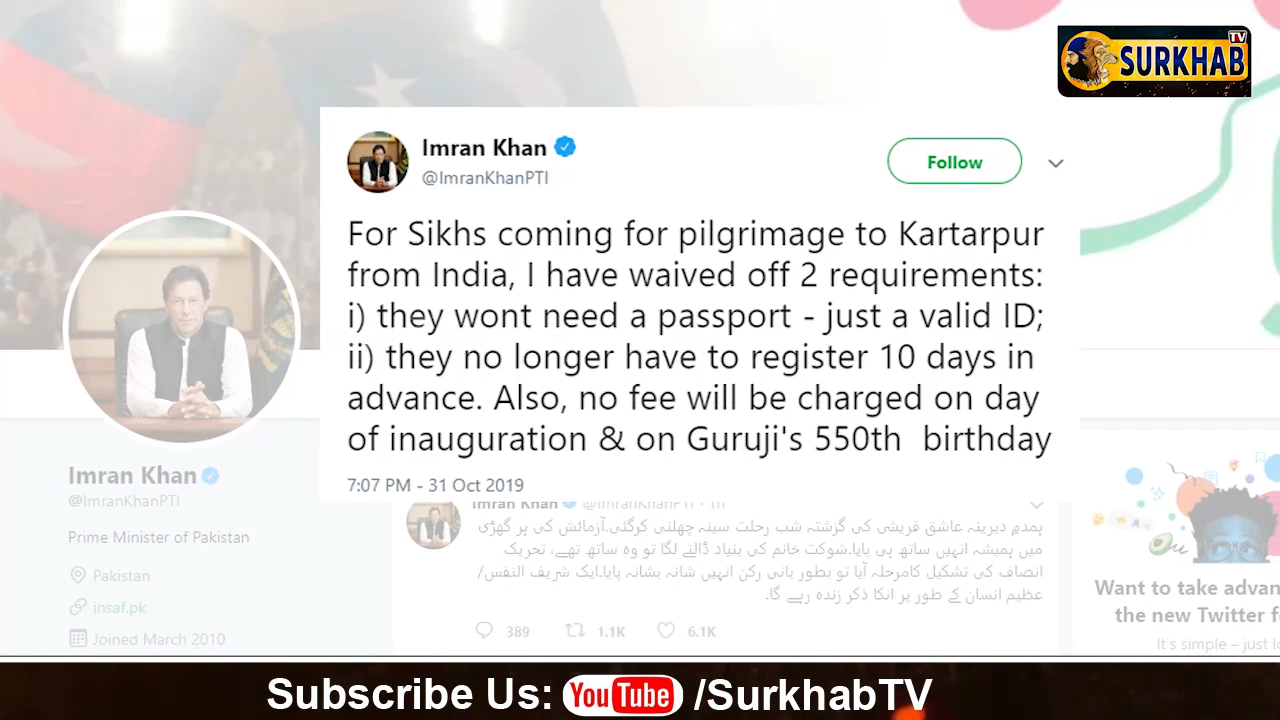 TV
SURKHAB
Imran Khan
@ImranKhanPTI
Follow
For Sikhs coming for pilgrimage to Kartarpur
from India, I have waived off 2 requirements:
i) they wont need a passport - just a valid ID;
ii) they no longer have to register 10 days in
advance. Also, no fee will be charged on day
of inauguration & on Guruji's 550th birthday
7:07 PM - 31 Oct 2019
Imran Khan
@ImranKhanPTI
Prime Minister of Pakistan
Pakistan
insaf.pk
Joined March 2010
Imran Khan @ImranKhanPTI · 1h
ہمدمِ دیرینہ عاشق قریشی کی گزشتہ شب رحلت سینہ چھلنی کرگئی۔آزمائش کی ہر گھڑی
میں ہمیشہ انہیں ساتھ ہی پایا۔شوکت خانم کی بنیاد ڈالنے لگا تو وہ ساتھ تھے، تحریک
انصاف کی تشکیل کامرحلہ آیا تو بطور بانی رکن انہیں شانہ بشانہ پایا۔ایک شریف النفس/
عظیم انسان کے طور پر انکا ذکر زندہ رہے گا۔
389 1.1K 6.1K
Want to take advan
the new Twitter f
It's simple – just l
Subscribe Us: YouTube /SurkhabTV